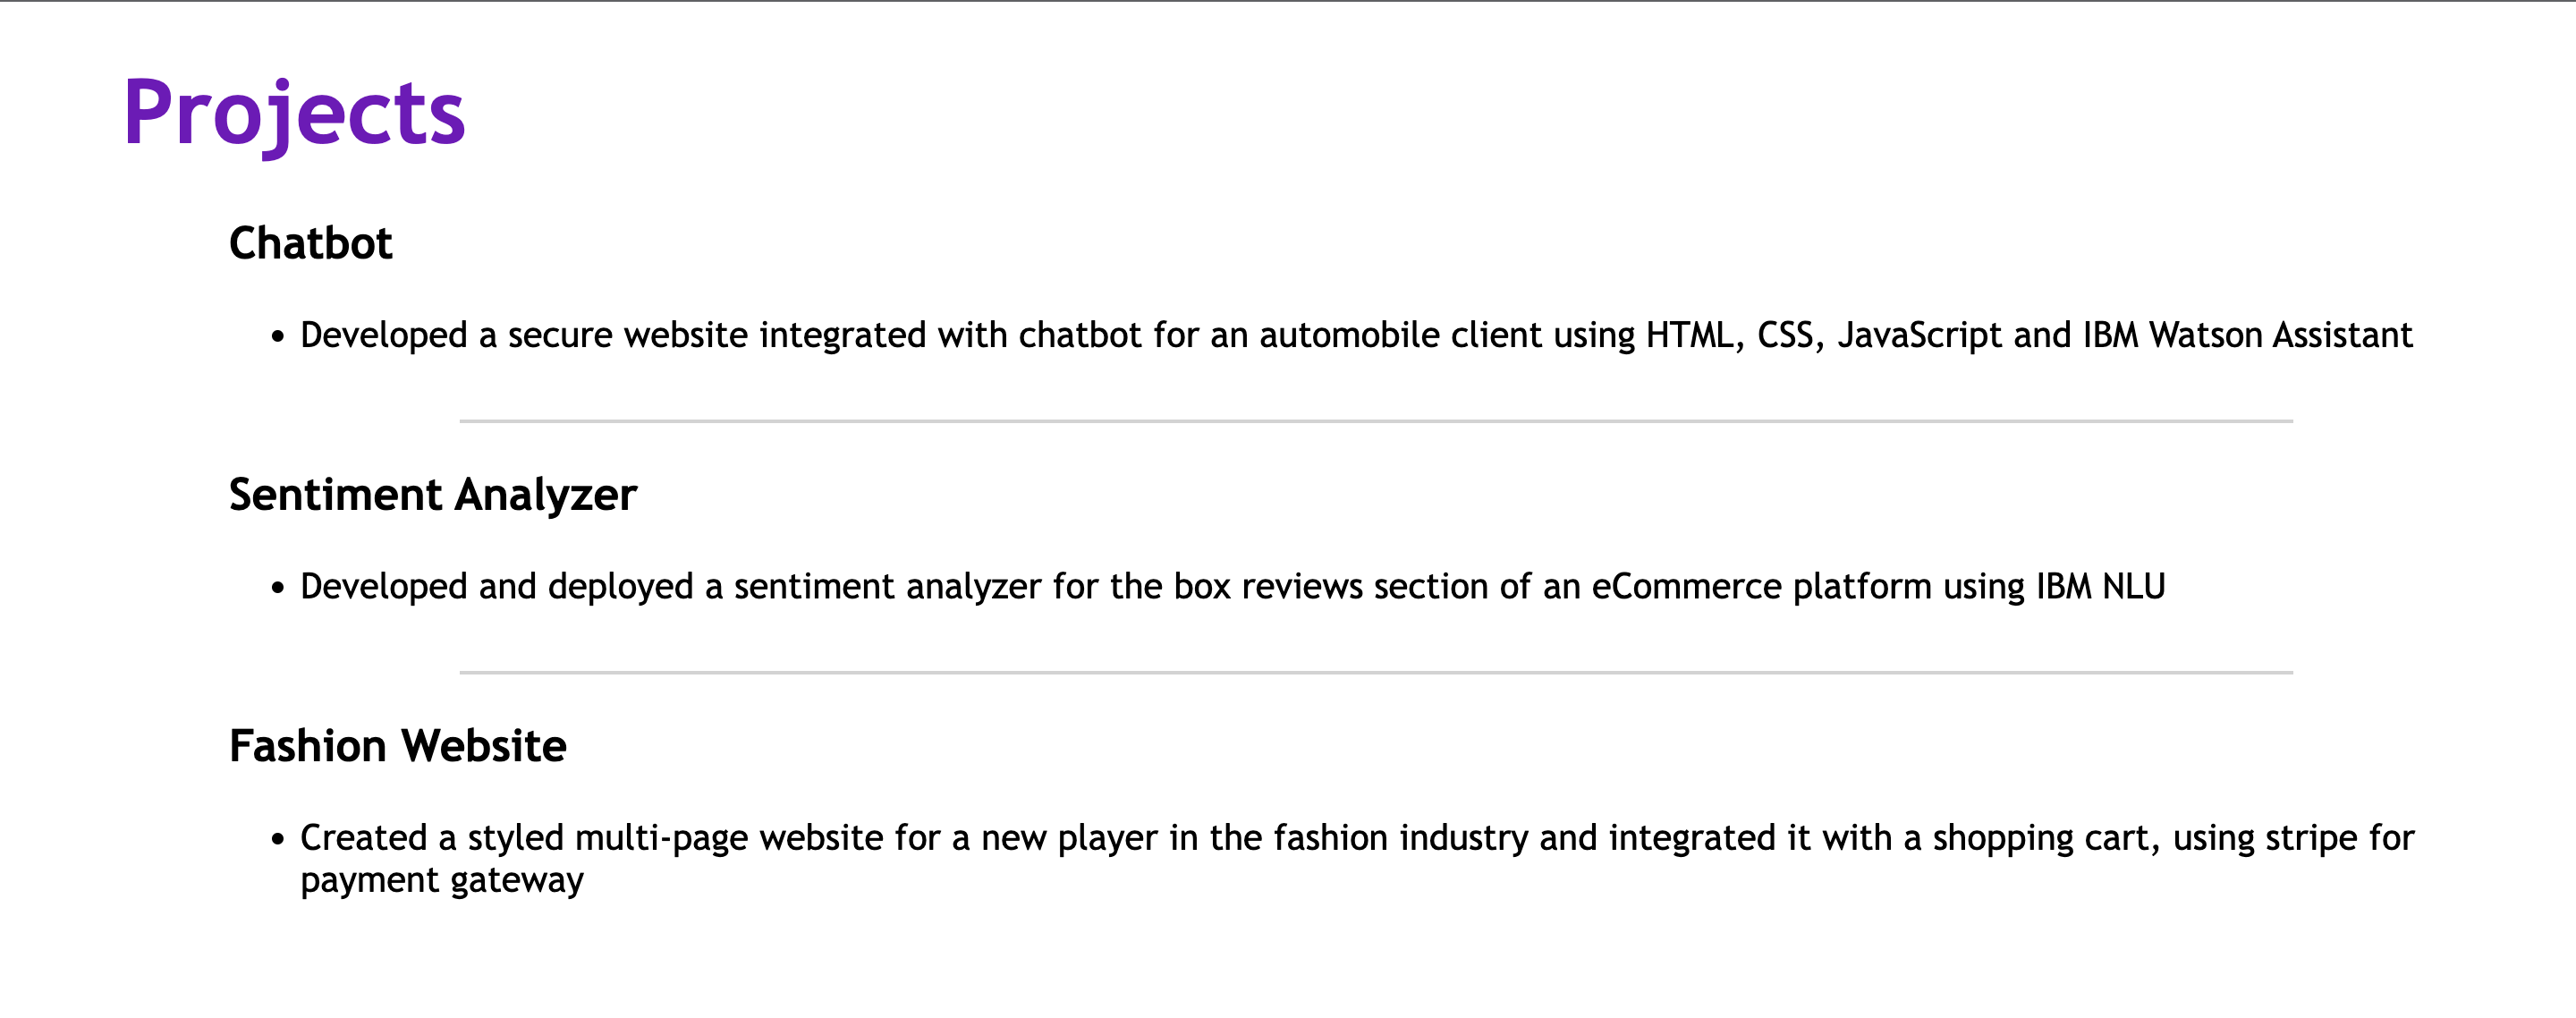 Projects
Chatbot
• Developed a secure website integrated with chatbot for an automobile client using HTML, CSS, JavaScript and IBM Watson Assistant
Sentiment Analyzer
• Developed and deployed a sentiment analyzer for the box reviews section of an eCommerce platform using IBM NLU
Fashion Website
• Created a styled multi-page website for a new player in the fashion industry and integrated it with a shopping cart, using stripe for
payment gateway